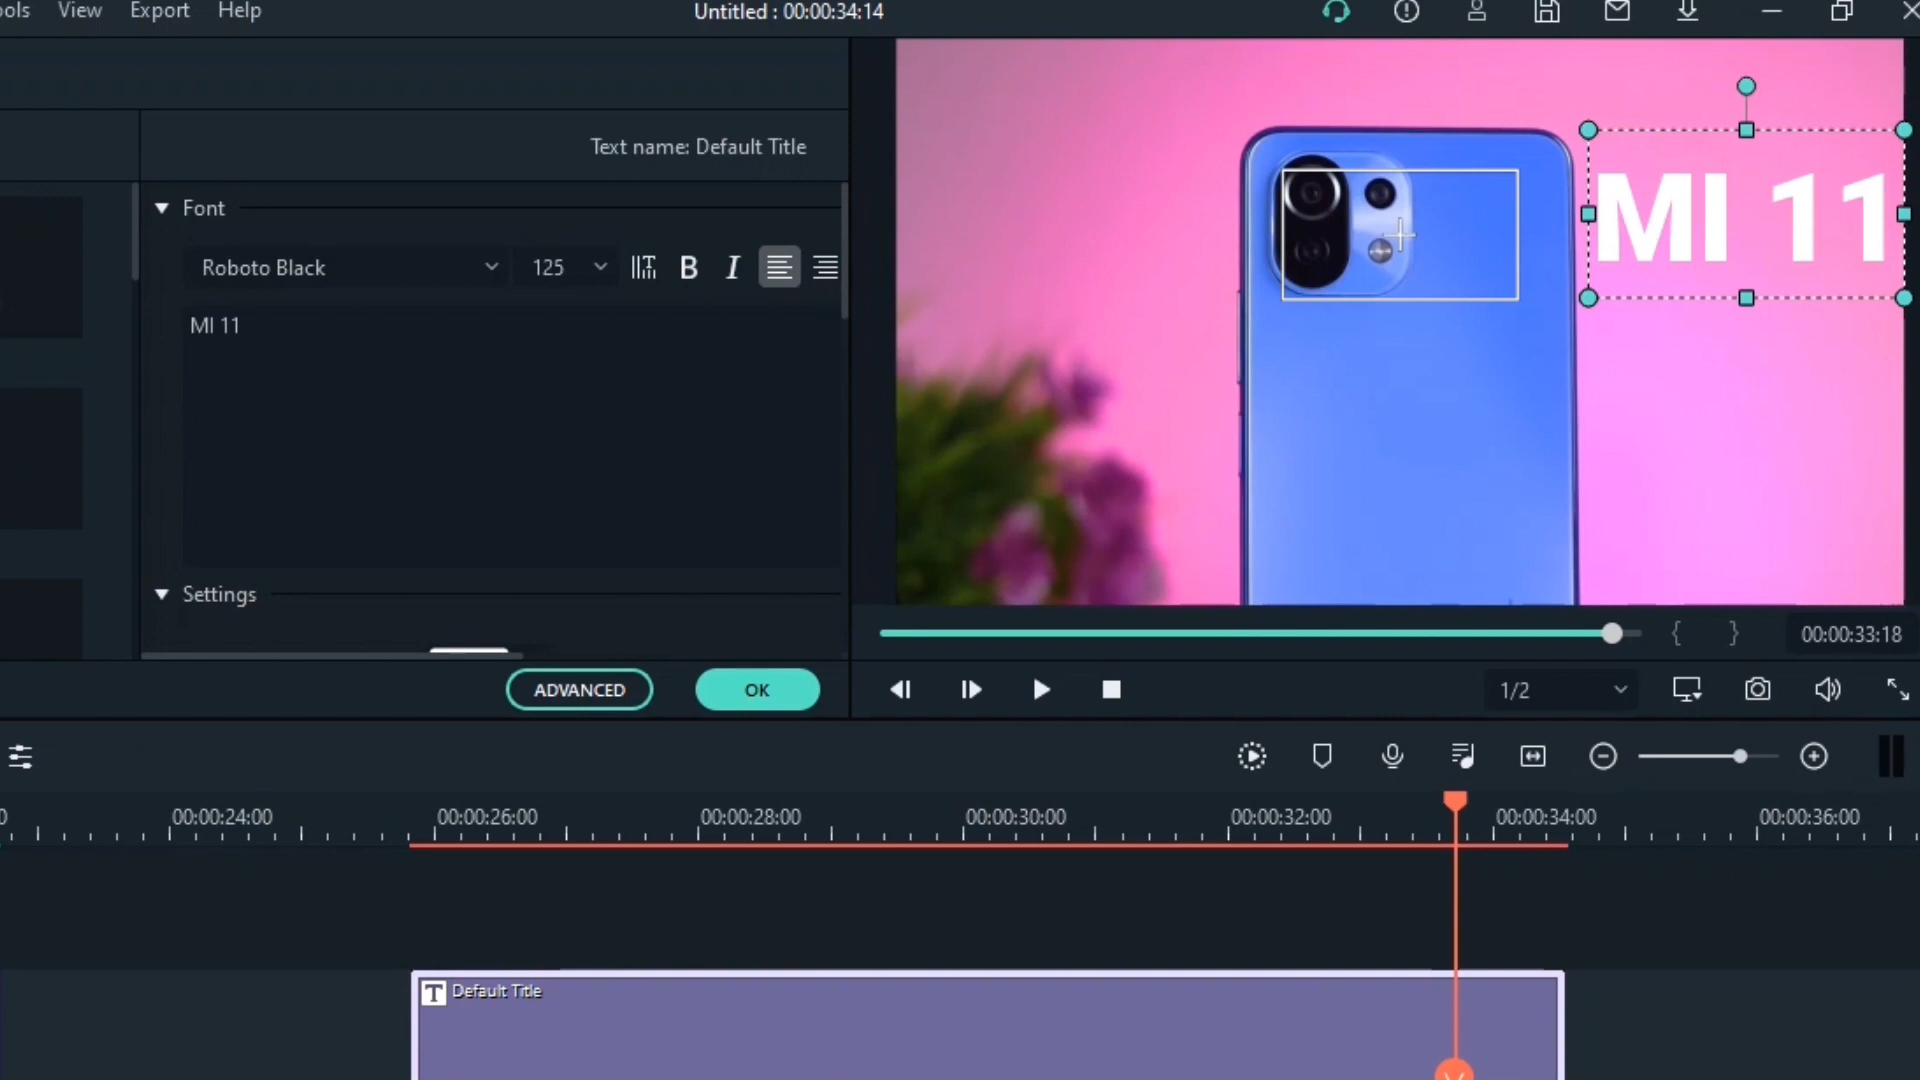 ols View Export Help
Untitled : 00:00:34:14
Text name: Default Title
Font
Roboto Black
125
B
I
MI 11
Settings
ADVANCED
OK
MI 11
00:00:33:18
1/2
0
00:00:24:00
00:00:26:00
00:00:28:00
00:00:30:00
00:00:32:00
00:00:34:00
00:00:36:00
T Default Title